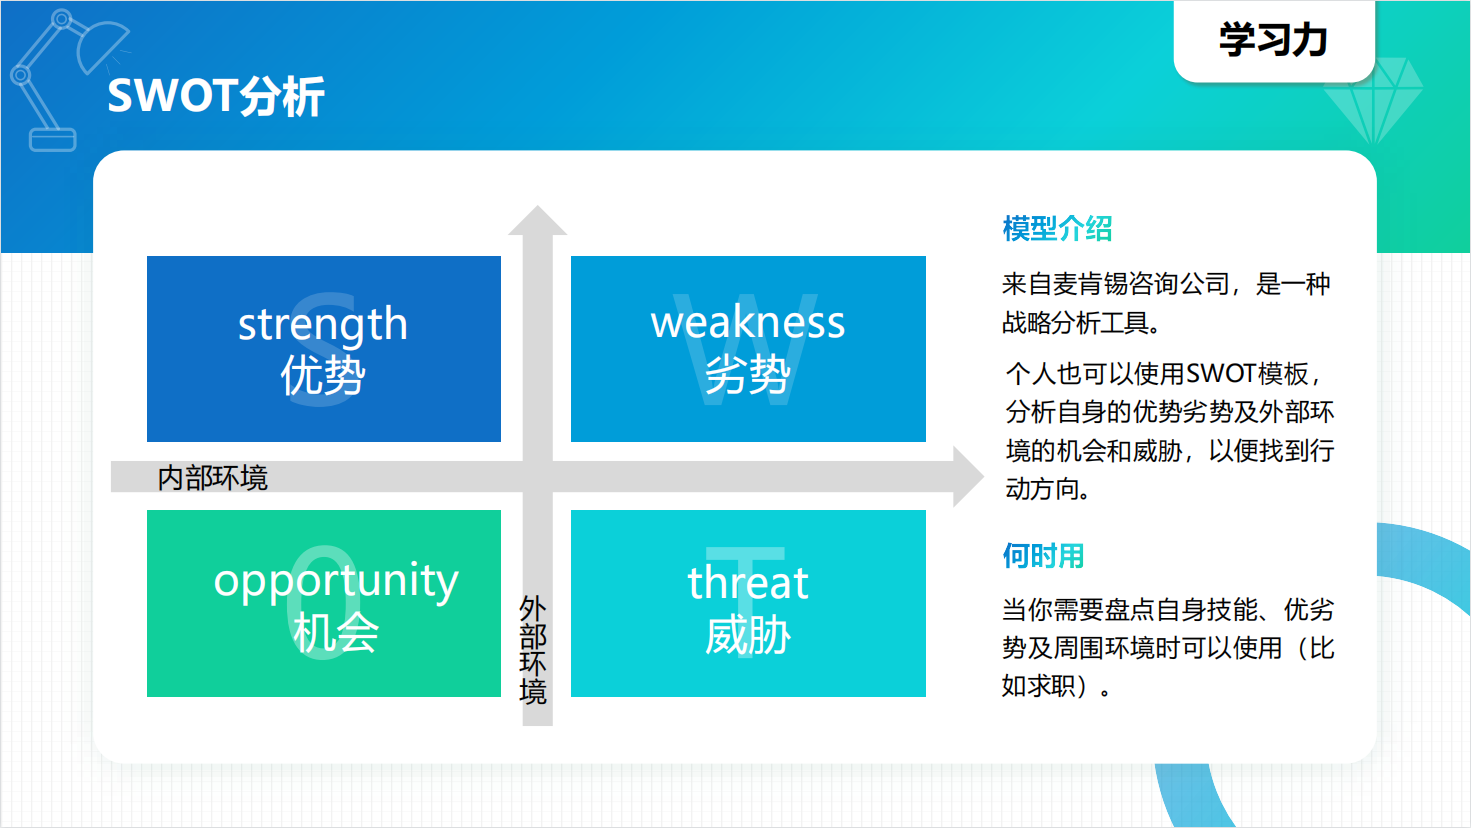 学习力
SWOT分析
S
strength
优势
W
weakness
劣势
内部环境
O
opportunity
机会
T
threat
威胁
外部环境
模型介绍
来自麦肯锡咨询公司，是一种
战略分析工具。
个人也可以使用SWOT模板，
分析自身的优势劣势及外部环
境的机会和威胁，以便找到行
动方向。
何时用
当你需要盘点自身技能、优劣
势及周围环境时可以使用（比
如求职）。